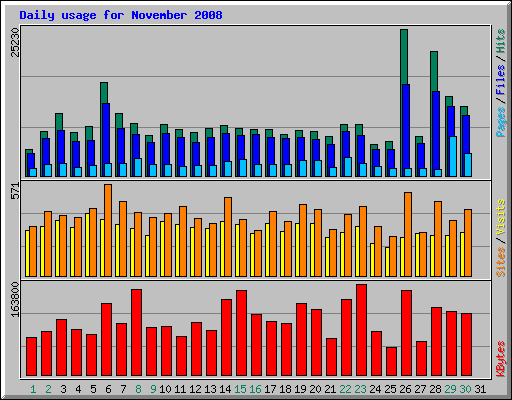 Daily usage for November 2008
25230
Pages / Files / Hits
571
Sites / Visits
163800
KBytes
1 2 3 4 5 6 7 8 9 10 11 12 13 14 15 16 17 18 19 20 21 22 23 24 25 26 27 28 29 30 31